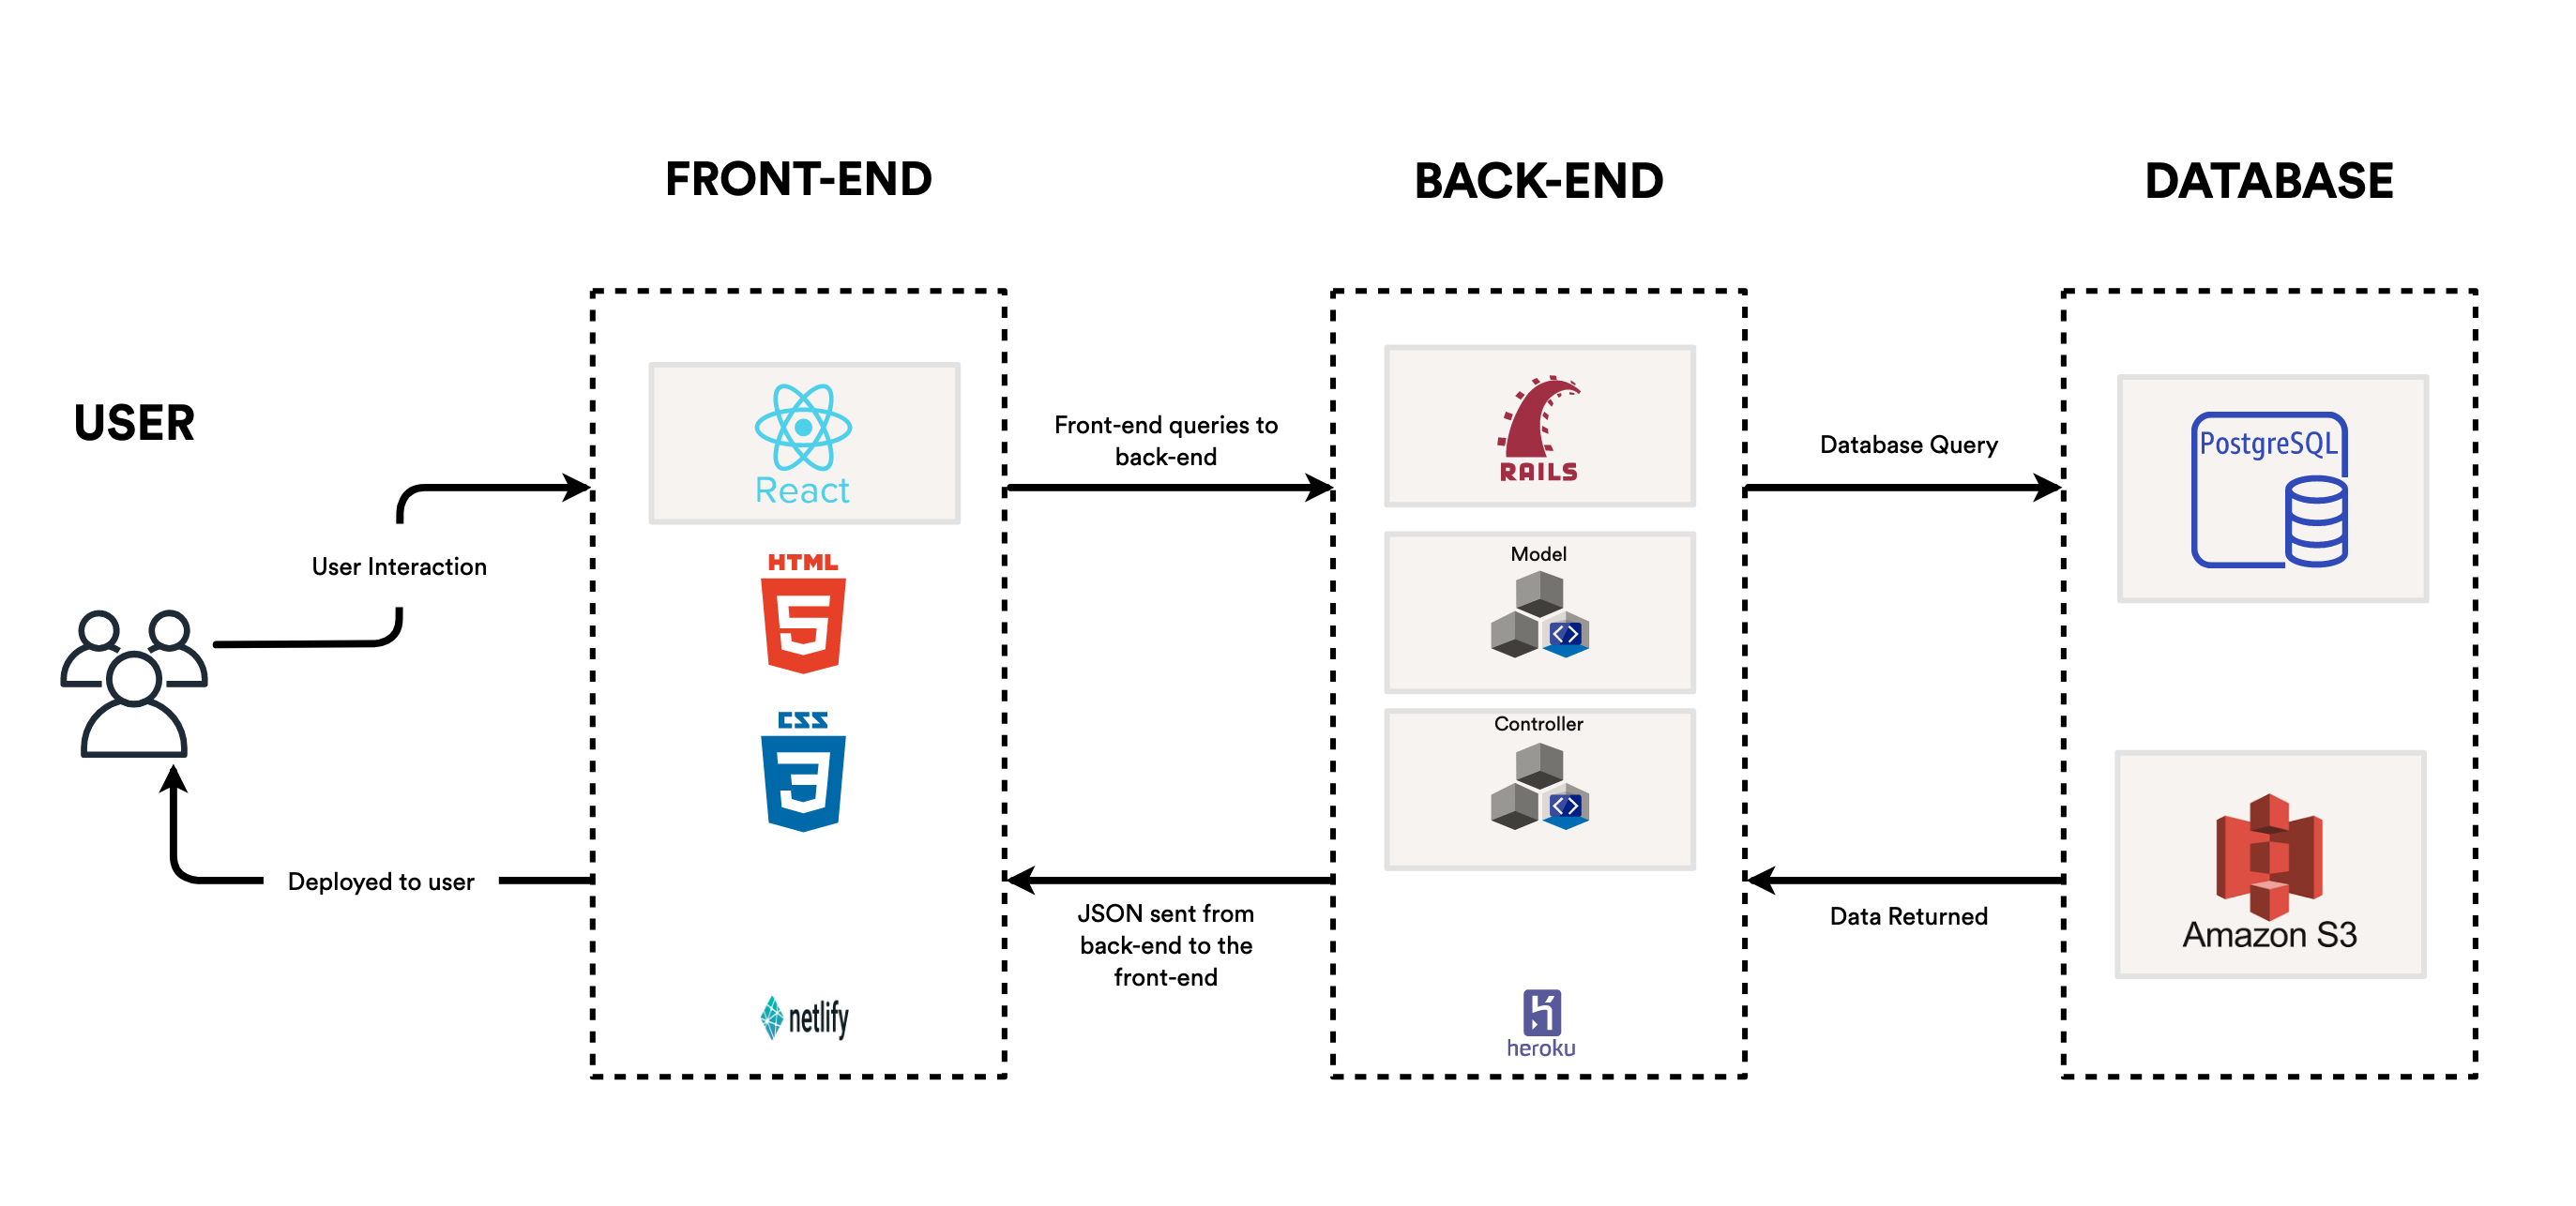 USER
User Interaction
Deployed to user
FRONT-END
React
HTML
5
CSS
3
netlify
Front-end queries to
back-end
JSON sent from
back-end to the
front-end
BACK-END
RAILS
Model
Controller
heroku
Database Query
Data Returned
DATABASE
PostgreSQL
Amazon S3